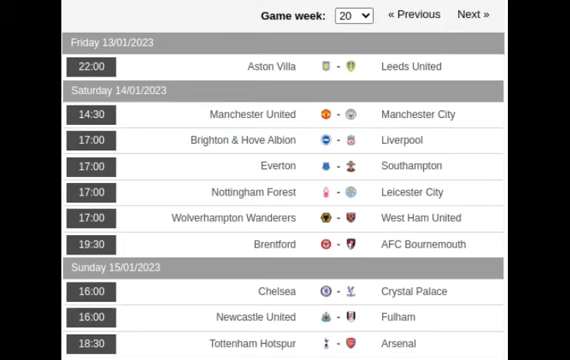 Game week: 20 « Previous Next »
Friday 13/01/2023
22:00 Aston Villa - Leeds United
Saturday 14/01/2023
14:30 Manchester United - Manchester City
17:00 Brighton & Hove Albion - Liverpool
17:00 Everton - Southampton
17:00 Nottingham Forest - Leicester City
17:00 Wolverhampton Wanderers - West Ham United
19:30 Brentford - AFC Bournemouth
Sunday 15/01/2023
16:00 Chelsea - Crystal Palace
16:00 Newcastle United - Fulham
18:30 Tottenham Hotspur - Arsenal